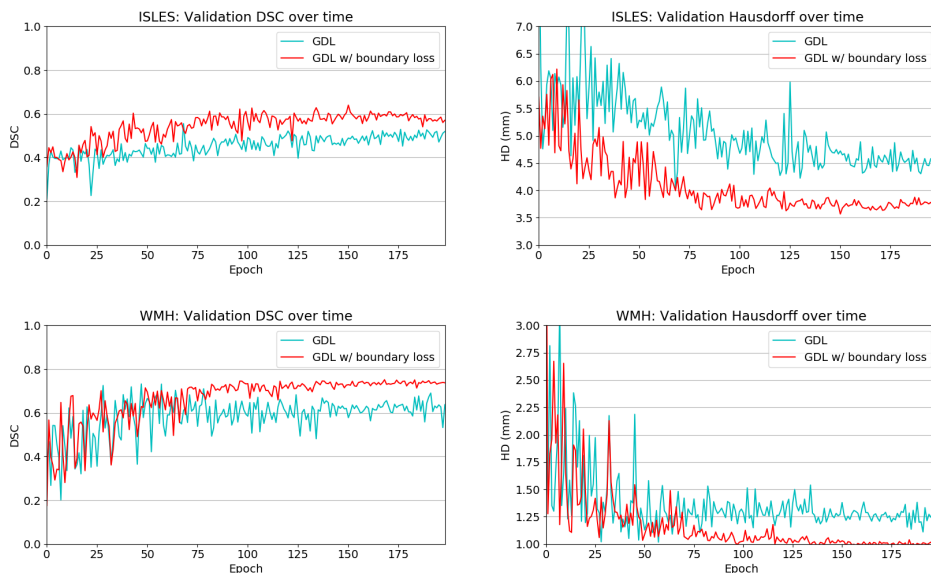 ISLES: Validation DSC over time
1.0
0.8
0.6
0.4
0.2
0.0
DSC
GDL
GDL w/ boundary loss
0 25 50 75 100 125 150 175
Epoch
ISLES: Validation Hausdorff over time
7.0
6.5
6.0
5.5
5.0
4.5
4.0
3.5
3.0
HD (mm)
GDL
GDL w/ boundary loss
0 25 50 75 100 125 150 175
Epoch
WMH: Validation DSC over time
1.0
0.8
0.6
0.4
0.2
0.0
DSC
GDL
GDL w/ boundary loss
0 25 50 75 100 125 150 175
Epoch
WMH: Validation Hausdorff over time
3.00
2.75
2.50
2.25
2.00
1.75
1.50
1.25
1.00
HD (mm)
GDL
GDL w/ boundary loss
0 25 50 75 100 125 150 175
Epoch